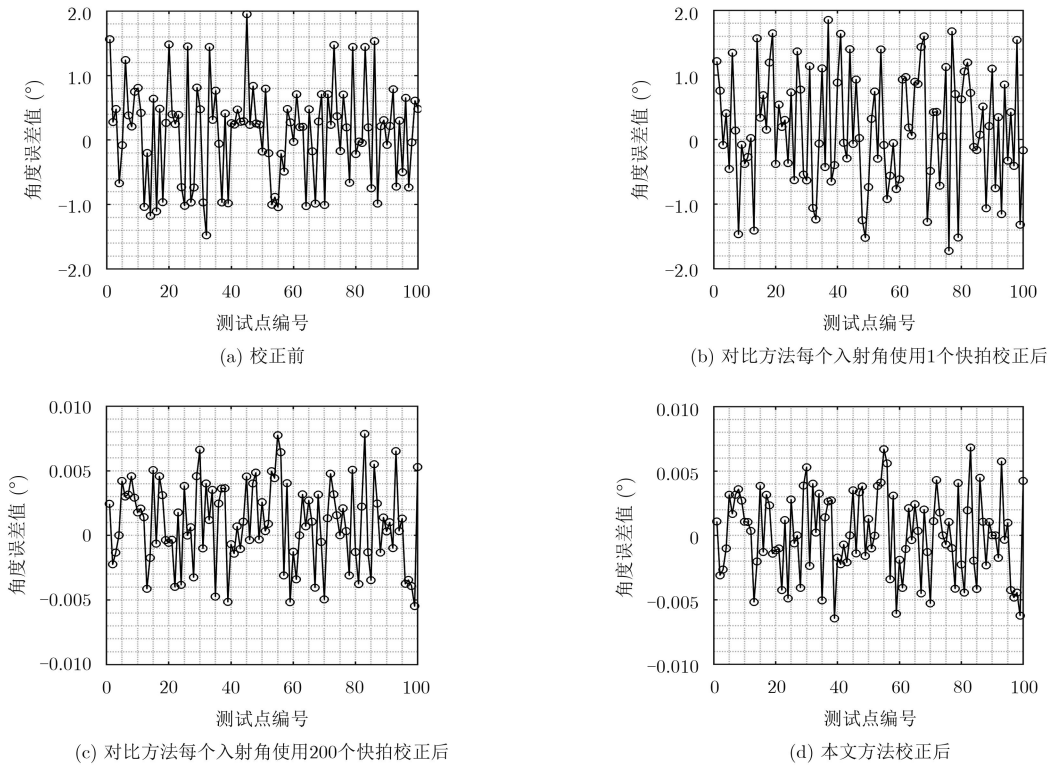 2.0
1.0
0
−1.0
−2.0
角度误差值 (°)
0 20 40 60 80 100
测试点编号
(a) 校正前
2.0
1.0
0
−1.0
−2.0
角度误差值 (°)
0 20 40 60 80 100
测试点编号
(b) 对比方法每个入射角使用1个快拍校正后
0.010
0.005
0
−0.005
−0.010
角度误差值 (°)
0 20 40 60 80 100
测试点编号
(c) 对比方法每个入射角使用200个快拍校正后
0.010
0.005
0
−0.005
−0.010
角度误差值 (°)
0 20 40 60 80 100
测试点编号
(d) 本文方法校正后